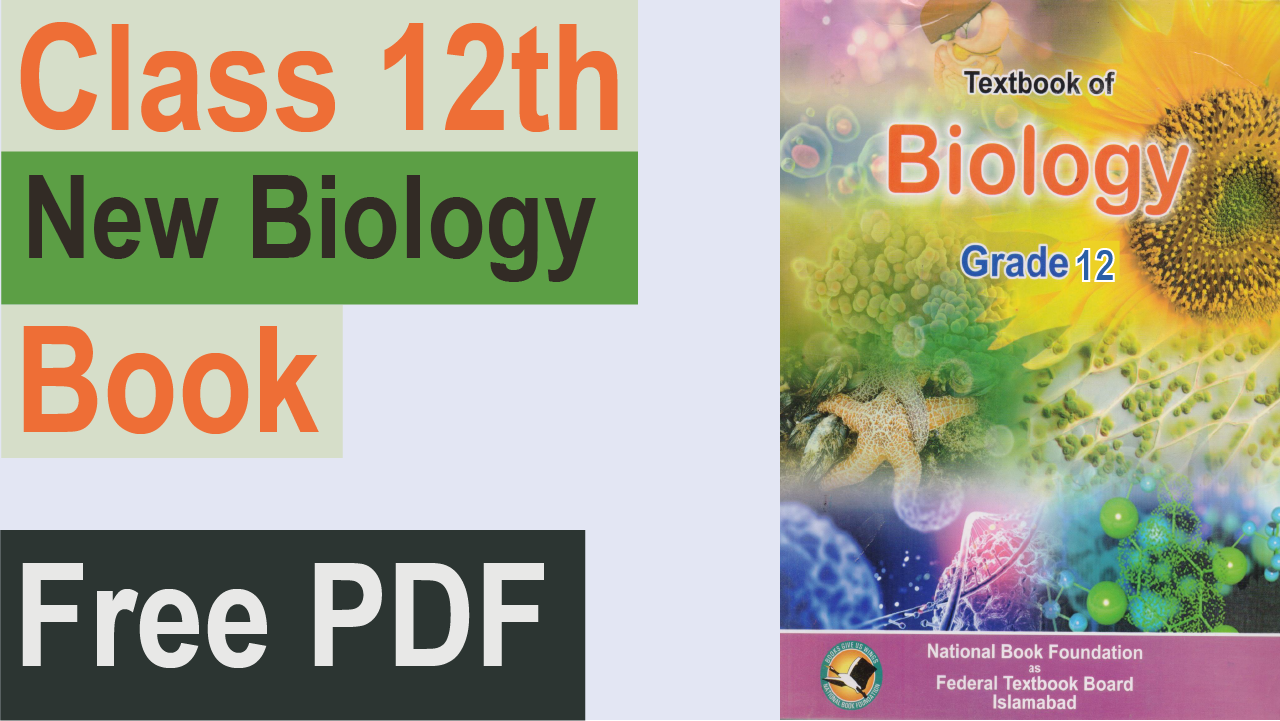 Class 12th
New Biology
Book
Free PDF
Textbook of
Biology
Grade 12
BOOKS GIVE US WINGS
NATIONAL BOOK FOUNDATION
National Book Foundation
as
Federal Textbook Board
Islamabad